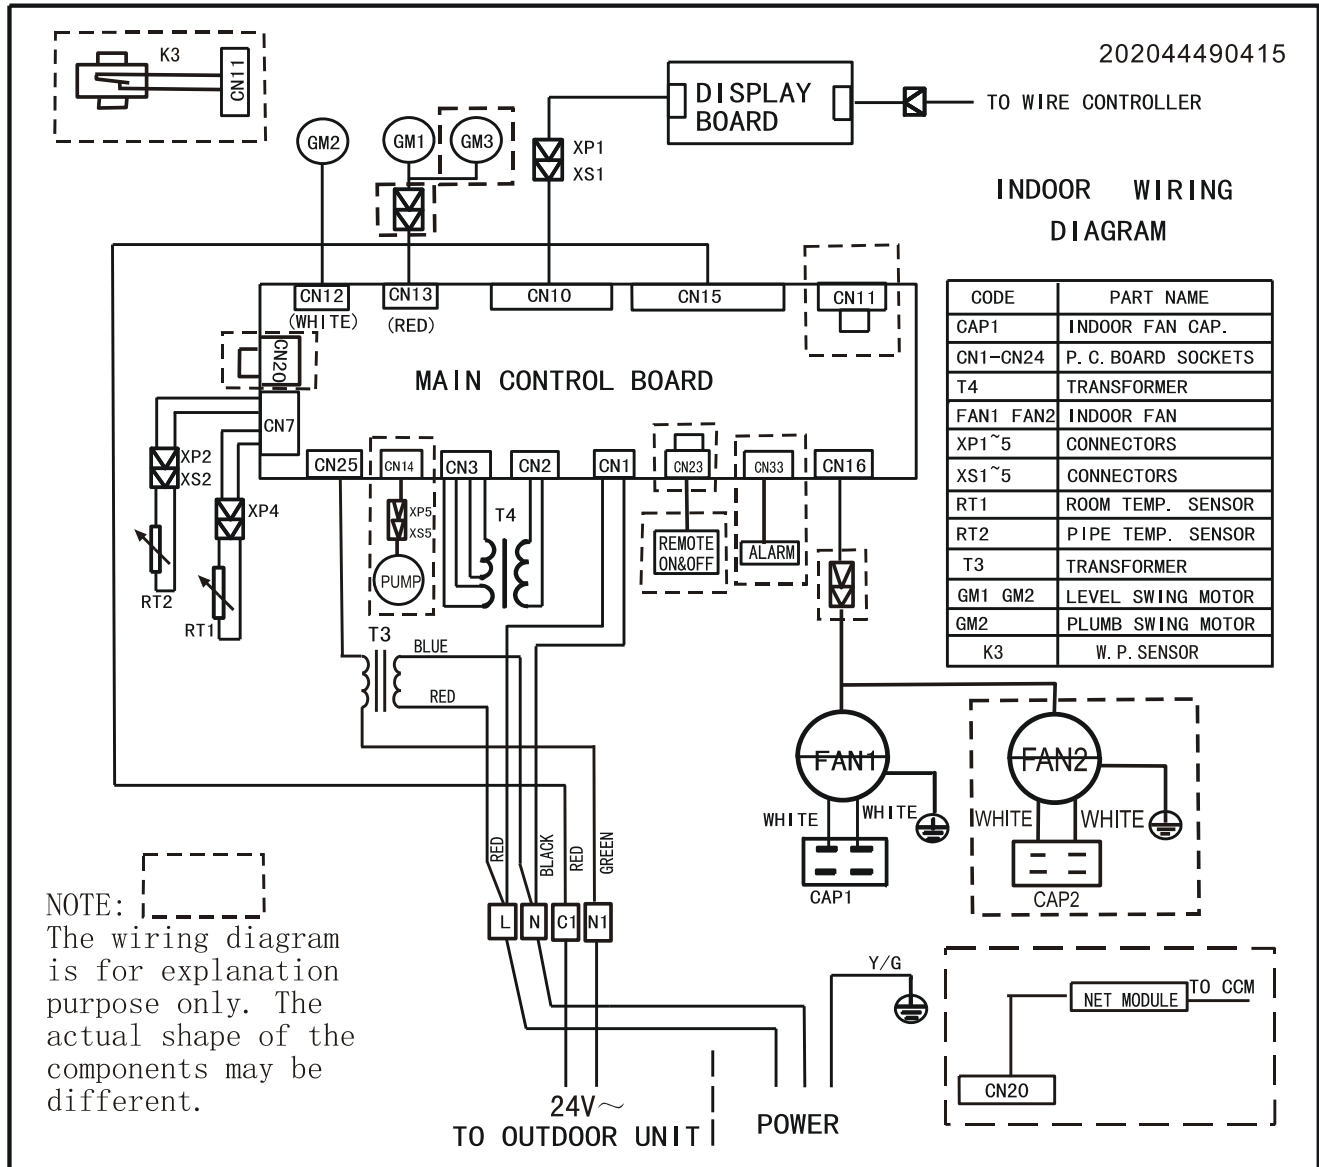 202044490415
K3
CN11
DISPLAY
BOARD
TO WIRE CONTROLLER
GM2
GM1
GM3
XP1
XS1
INDOOR WIRING
DIAGRAM
CN12
(WHITE)
CN13
(RED)
CN10
CN15
CN11
CN20
MAIN CONTROL BOARD
CN7
CN25
CN14
CN3
CN2
CN1
CN23
CN33
CN16
CODE PART NAME
CAP1 INDOOR FAN CAP.
CN1-CN24 P.C.BOARD SOCKETS
T4 TRANSFORMER
FAN1 FAN2 INDOOR FAN
XP1~5 CONNECTORS
XS1~5 CONNECTORS
RT1 ROOM TEMP. SENSOR
RT2 PIPE TEMP. SENSOR
T3 TRANSFORMER
GM1 GM2 LEVEL SWING MOTOR
GM2 PLUMB SWING MOTOR
K3 W.P.SENSOR
XP2
XS2
XP4
RT2
RT1
XP5
XS5
PUMP
T4
REMOTE
ON&OFF
ALARM
T3
BLUE
RED
FAN1
FAN2
WHITE
WHITE
WHITE
WHITE
CAP1
CAP2
RED
BLACK
RED
GREEN
L
N
C1
N1
NOTE:
The wiring diagram
is for explanation
purpose only. The
actual shape of the
components may be
different.
Y/G
NET MODULE
TO CCM
CN20
24V～
TO OUTDOOR UNIT
POWER